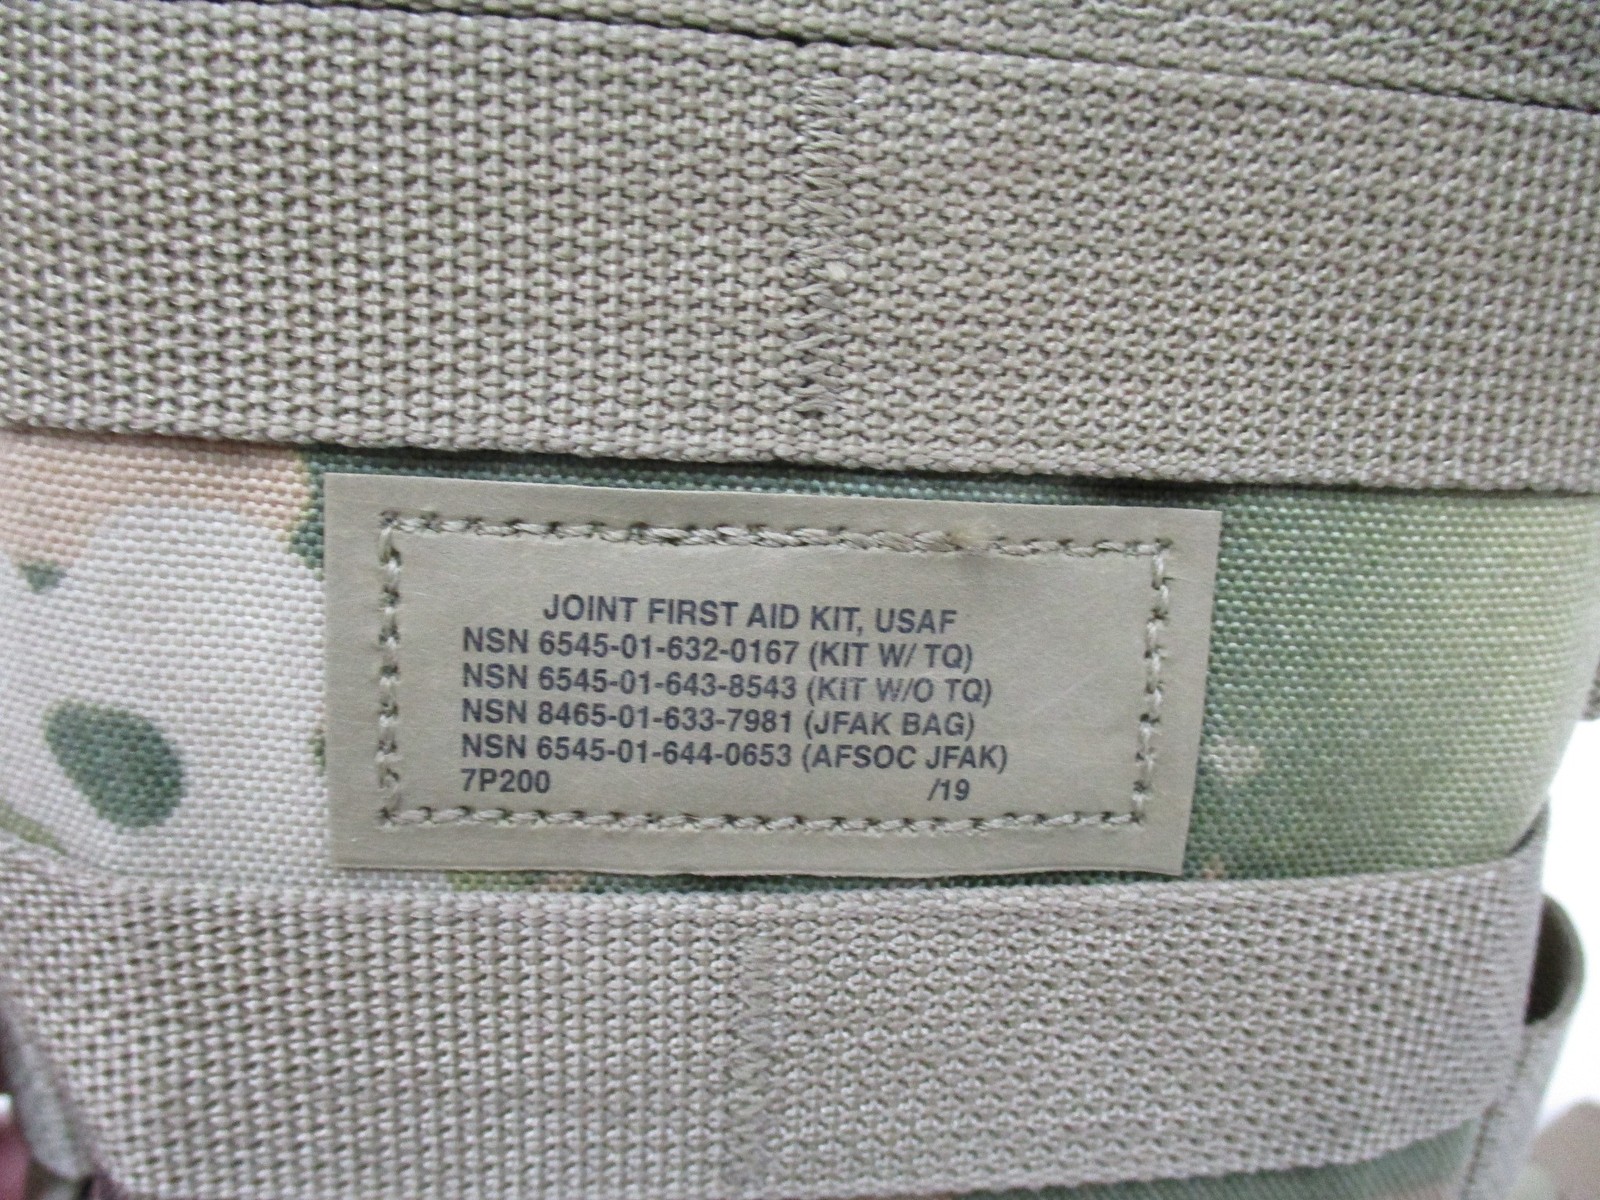 JOINT FIRST AID KIT, USAF
NSN 6545-01-632-0167 (KIT W/ TQ)
NSN 6545-01-643-8543 (KIT W/O TQ)
NSN 8465-01-633-7981 (JFAK BAG)
NSN 6545-01-644-0653 (AFSOC JFAK)
7P200 /19